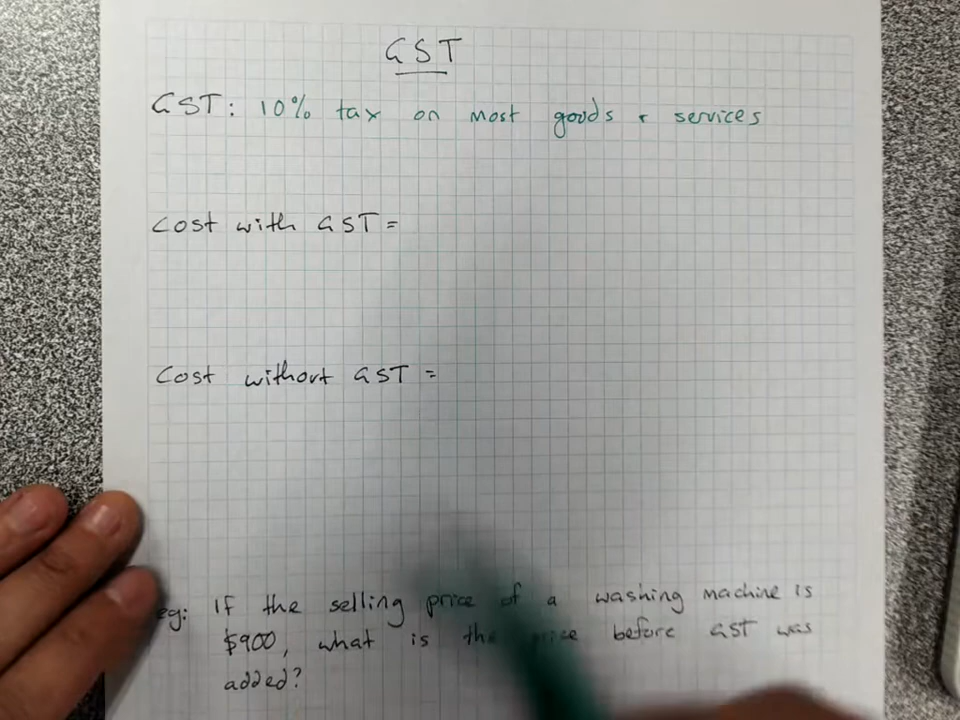 GST
GST: 10% tax on most goods + services
Cost with GST =
Cost without GST =
eg: If the selling price of a washing machine is
$900, what is the price before GST was
added?